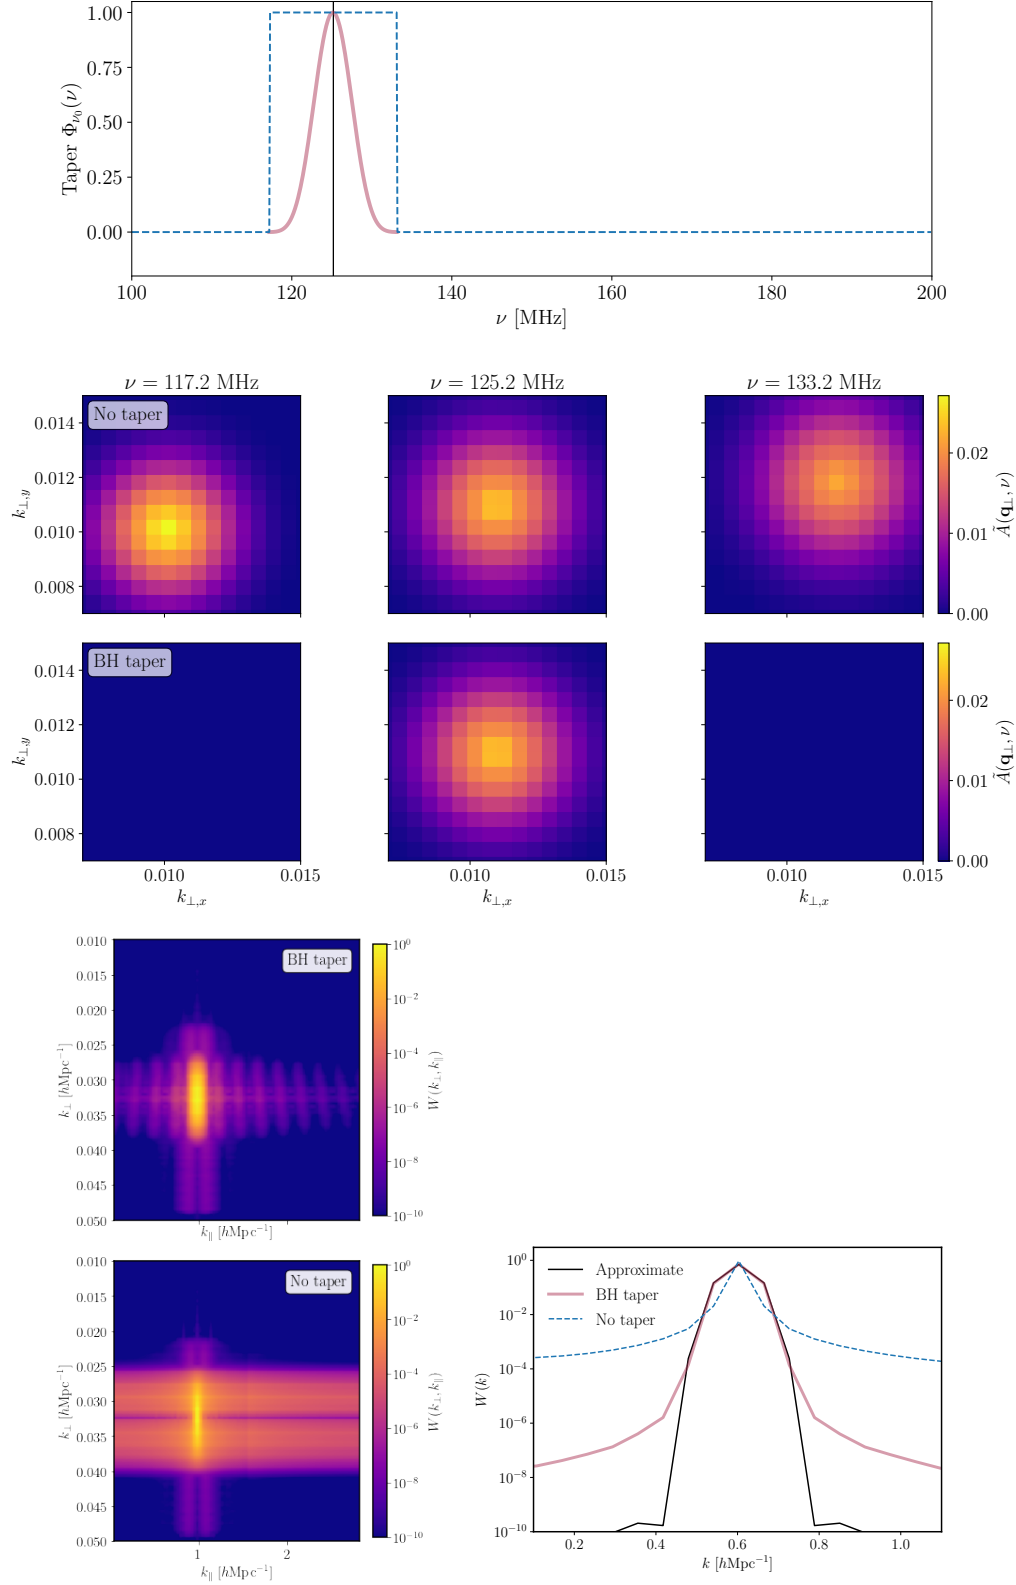 1.00
0.75
0.50
0.25
0.00
Taper Φ_ν₀(ν)
100 120 140 160 180 200
ν [MHz]
ν = 117.2 MHz ν = 125.2 MHz ν = 133.2 MHz
No taper
0.014
0.012
0.010
0.008
k⊥,y
0.02
0.01
0.00
Ã(q⊥, ν)
BH taper
0.014
0.012
0.010
0.008
k⊥,y
0.010 0.015 0.010 0.015 0.010 0.015
k⊥,x k⊥,x k⊥,x
0.02
0.01
0.00
Ã(q⊥, ν)
BH taper
0.010
0.015
0.020
0.025
0.030
0.035
0.040
0.045
0.050
k⊥ [hMpc⁻¹]
k∥ [hMpc⁻¹]
10⁰
10⁻²
10⁻⁴
10⁻⁶
10⁻⁸
10⁻¹⁰
W(k⊥, k∥)
No taper
0.010
0.015
0.020
0.025
0.030
0.035
0.040
0.045
0.050
k⊥ [hMpc⁻¹]
1 2
k∥ [hMpc⁻¹]
10⁰
10⁻²
10⁻⁴
10⁻⁶
10⁻⁸
10⁻¹⁰
W(k⊥, k∥)
Approximate
BH taper
No taper
10⁰
10⁻²
10⁻⁴
10⁻⁶
10⁻⁸
10⁻¹⁰
W(k)
0.2 0.4 0.6 0.8 1.0
k [hMpc⁻¹]